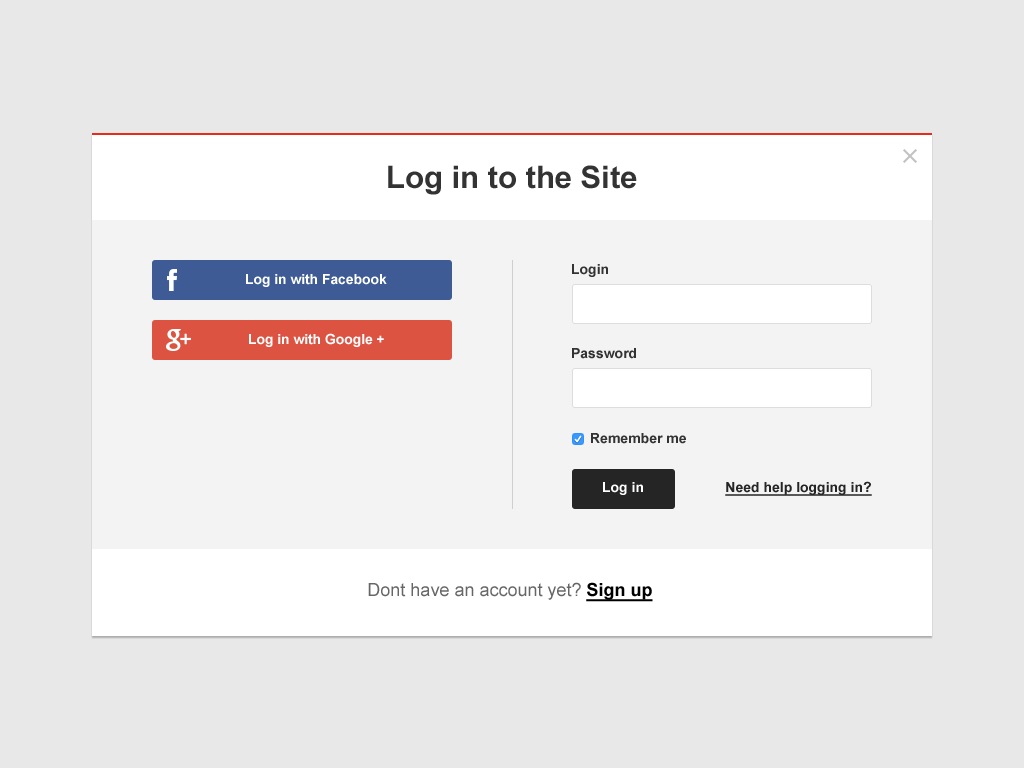 Log in to the Site
f Log in with Facebook
g+ Log in with Google +
Login
Password
Remember me
Log in
Need help logging in?
Dont have an account yet? Sign up